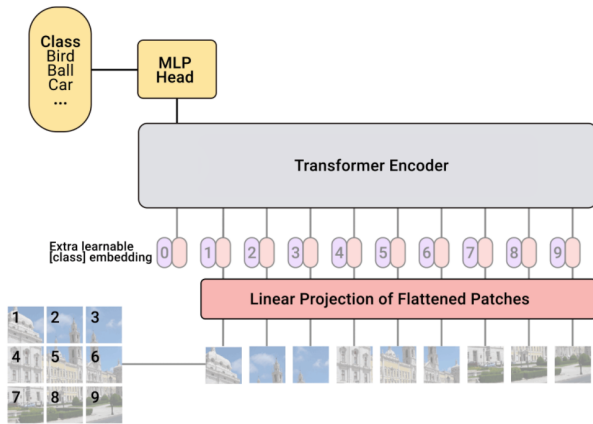 Class
Bird
Ball
Car
...
MLP
Head
Transformer Encoder
Extra learnable
[class] embedding
0 1 2 3 4 5 6 7 8 9
Linear Projection of Flattened Patches
1 2 3
4 5 6
7 8 9